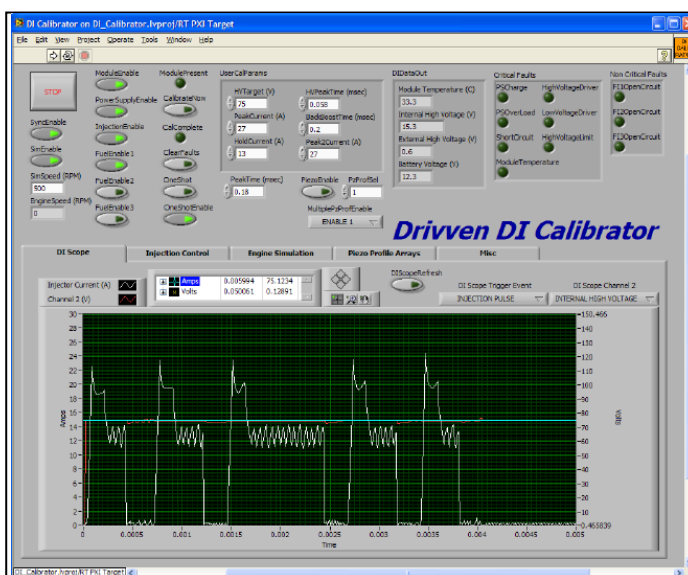 DI Calibrator on DI_Calibrator.lvproj/RT PXI Target
File Edit View Project Operate Tools Window Help
STOP
SyncEnable
SimEnable
SimSpeed (RPM)
500
EngineSpeed (RPM)
0
ModuleEnable
PowerSupplyEnable
InjectionEnable
FuelEnable1
FuelEnable2
FuelEnable3
ModulePresent
CalibrateNow
CalComplete
ClearFaults
OneShot
OneShotEnable
UserCalParams
HVTarget (V)
75
PeakCurrent (A)
27
HoldCurrent (A)
13
HVPeakTime (msec)
0.058
BackBoostTime (msec)
0.2
Peak2Current (A)
27
PeakTime (msec)
0.18
PiezoEnable
PzProfSel
1
MultiplePzProfEnable
ENABLE 1
DIDataOut
Module Temperature (C)
33.3
Internal High Voltage (V)
15.3
External High Voltage (V)
0.6
Battery Voltage (V)
12.3
Critical Faults
PSCharge HighVoltageDriver
PSOverLoad LowVoltageDriver
ShortCircuit HighVoltageLimit
ModuleTemperature
Non Critical Faults
FI1OpenCircuit
FI2OpenCircuit
FI3OpenCircuit
Drivven DI Calibrator
DI Scope Injection Control Engine Simulation Piezo Profile Arrays Misc
Injector Current (A)
Channel 2 (V)
Amps 0.005994 75.1234
Volts 0.050061 0.12891
DIScopeRefresh
DI Scope Trigger Event
INJECTION PULSE
DI Scope Channel 2
INTERNAL HIGH VOLTAGE
30
28
26
24
22
20
18
16
14
12
10
8
6
4
2
0
Amps
150.466
140
130
120
110
100
90
80
70
60
50
40
30
20
10
-0.465839
Volts
0 0.0005 0.001 0.0015 0.002 0.0025 0.003 0.0035 0.004 0.0045 0.005
Time
DI_Calibrator.lvproj/RT PXI Target